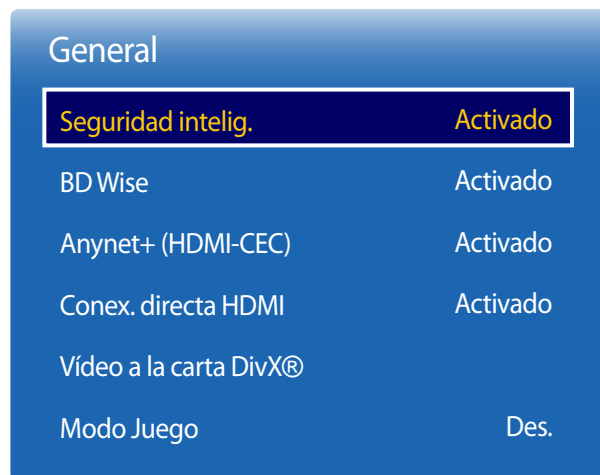 General
Seguridad intelig. Activado
BD Wise Activado
Anynet+ (HDMI-CEC) Activado
Conex. directa HDMI Activado
Vídeo a la carta DivX®
Modo Juego Des.